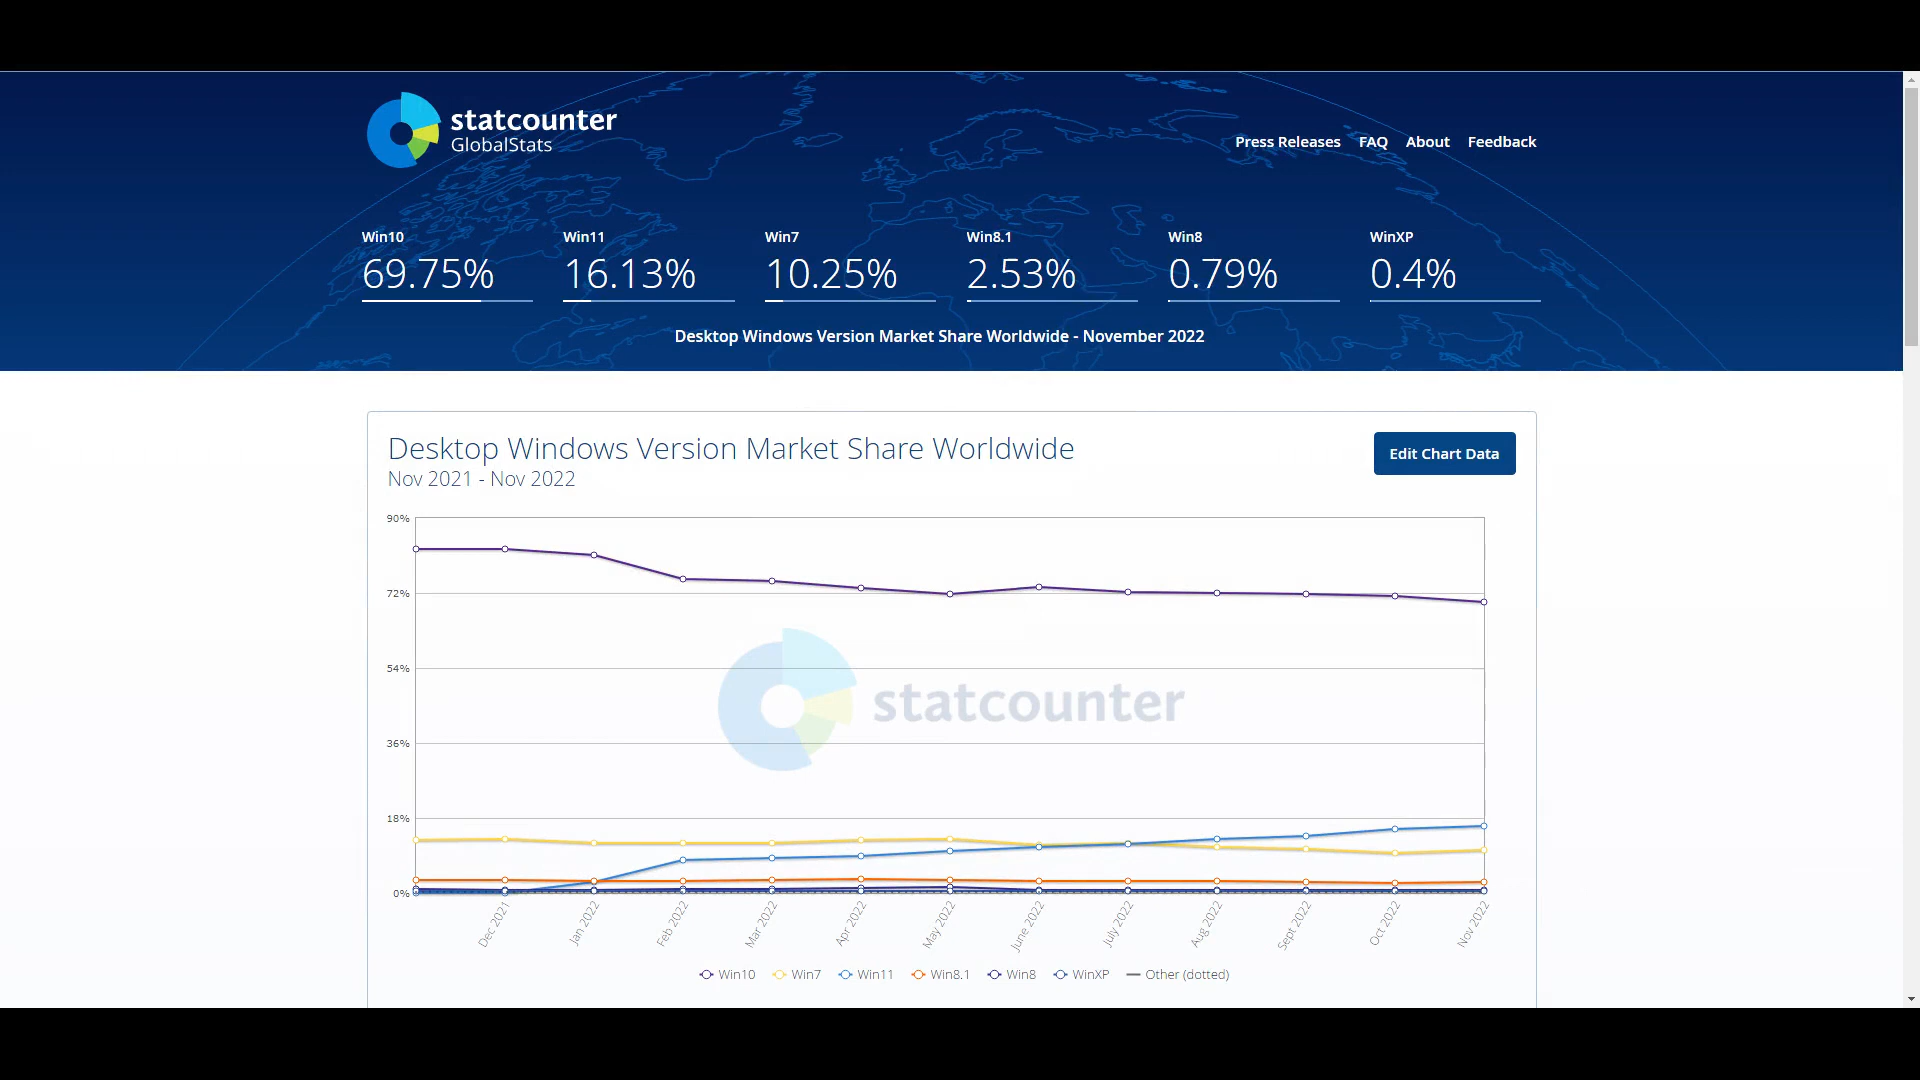 statcounter
GlobalStats
Press Releases FAQ About Feedback
Win10 Win11 Win7 Win8.1 Win8 WinXP
69.75% 16.13% 10.25% 2.53% 0.79% 0.4%
Desktop Windows Version Market Share Worldwide - November 2022
Desktop Windows Version Market Share Worldwide
Nov 2021 - Nov 2022
Edit Chart Data
90%
72%
54%
statcounter
36%
18%
0%
Dec 2021 Jan 2022 Feb 2022 Mar 2022 Apr 2022 May 2022 June 2022 July 2022 Aug 2022 Sept 2022 Oct 2022 Nov 2022
Win10 Win7 Win11 Win8.1 Win8 WinXP Other (dotted)